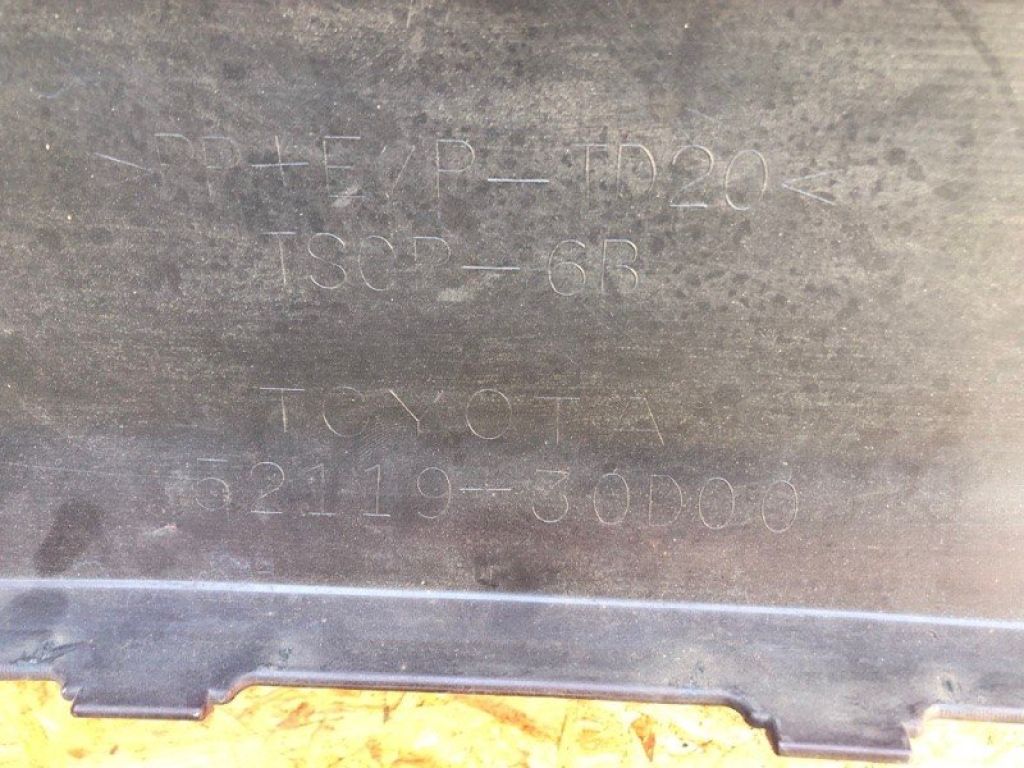 >PP+E/P-TD20<
TSOP-6B
TOYOTA
52119-30D00